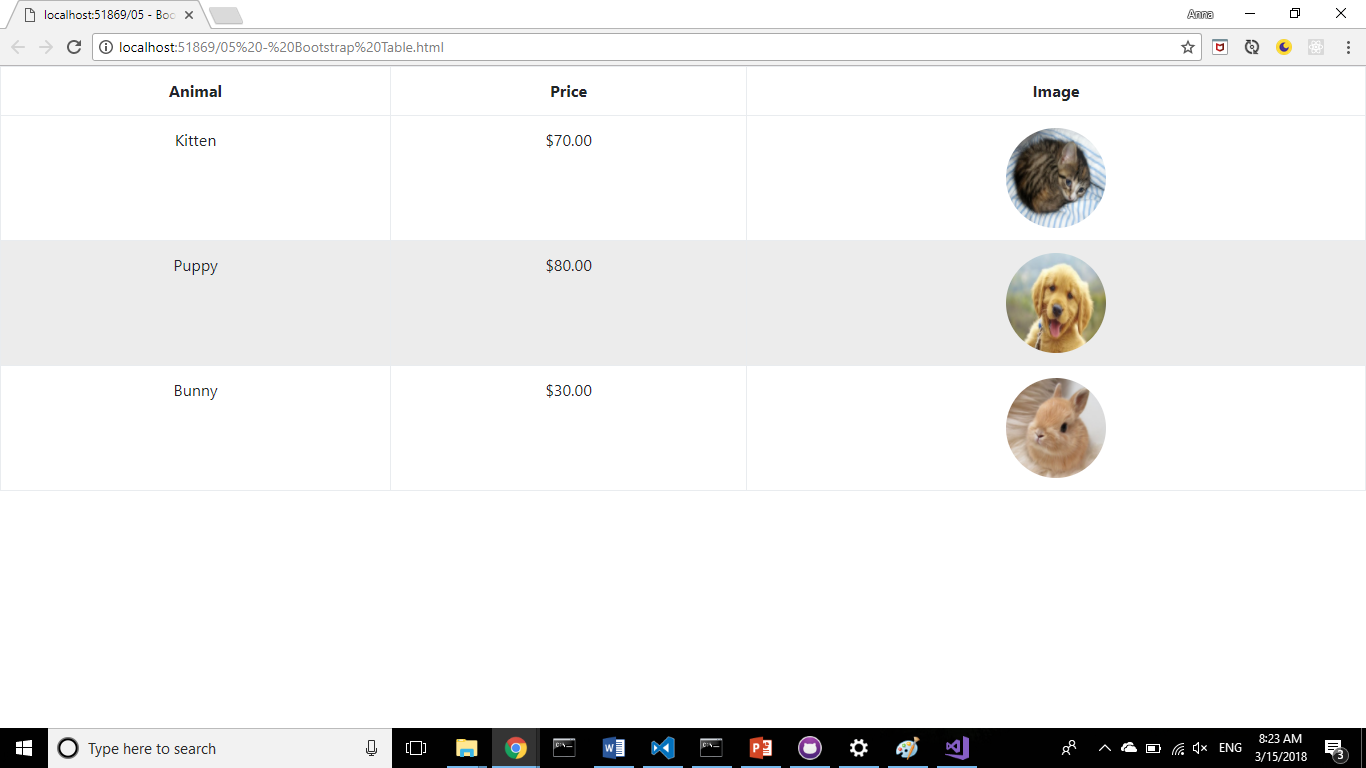 localhost:51869/05 - Boo
Anna
localhost:51869/05%20-%20Bootstrap%20Table.html
Animal Price Image
Kitten $70.00
Puppy $80.00
Bunny $30.00
Type here to search
ENG
8:23 AM
3/15/2018
3